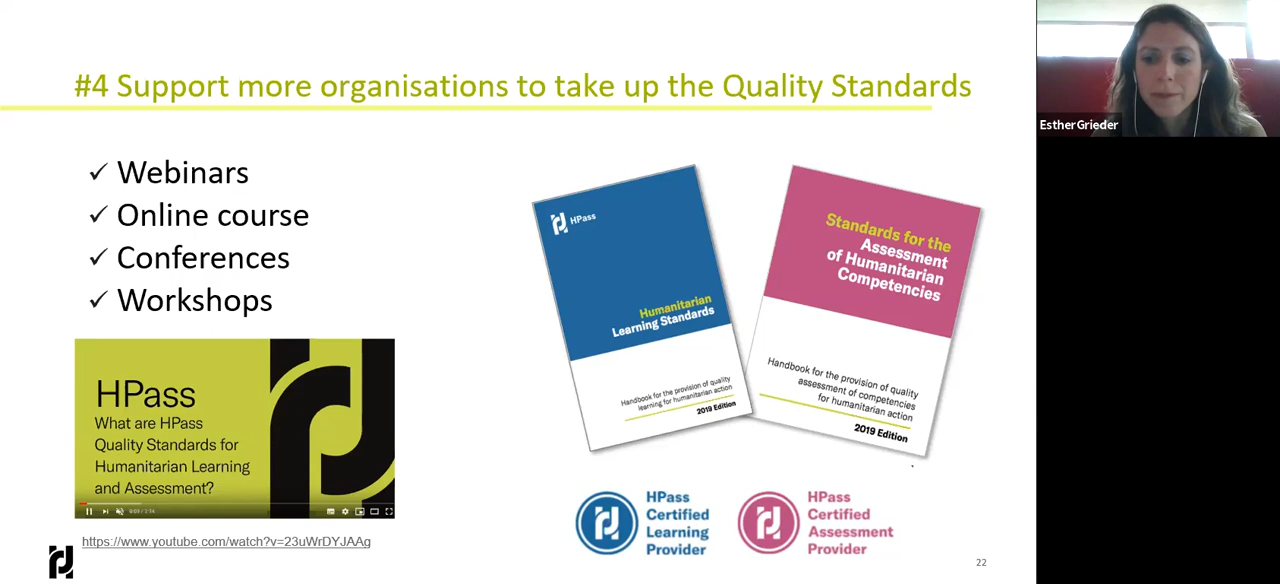 #4 Support more organisations to take up the Quality Standards
EstherGrieder
✓ Webinars
✓ Online course
✓ Conferences
✓ Workshops
HPass
What are HPass
Quality Standards for
Humanitarian Learning
and Assessment?
https://www.youtube.com/watch?v=23uWrDYJAAg
HPass
Humanitarian
Learning Standards
Handbook for the provision of quality
learning for humanitarian action
2019 Edition
Standards for the
Assessment
of Humanitarian
Competencies
Handbook for the provision of quality
assessment of competencies
for humanitarian action
2019 Edition
HPass
Certified
Learning
Provider
HPass
Certified
Assessment
Provider
22